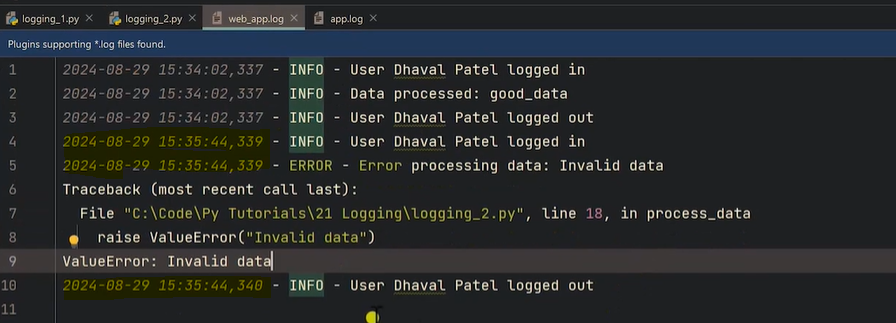 logging_1.py logging_2.py web_app.log app.log
Plugins supporting *.log files found.
1 2024-08-29 15:34:02,337 - INFO - User Dhaval Patel logged in
2 2024-08-29 15:34:02,337 - INFO - Data processed: good_data
3 2024-08-29 15:34:02,337 - INFO - User Dhaval Patel logged out
4 2024-08-29 15:35:44,339 - INFO - User Dhaval Patel logged in
5 2024-08-29 15:35:44,339 - ERROR - Error processing data: Invalid data
6 Traceback (most recent call last):
7 File "C:\Code\Py Tutorials\21 Logging\logging_2.py", line 18, in process_data
8 raise ValueError("Invalid data")
9 ValueError: Invalid data
10 2024-08-29 15:35:44,340 - INFO - User Dhaval Patel logged out
11